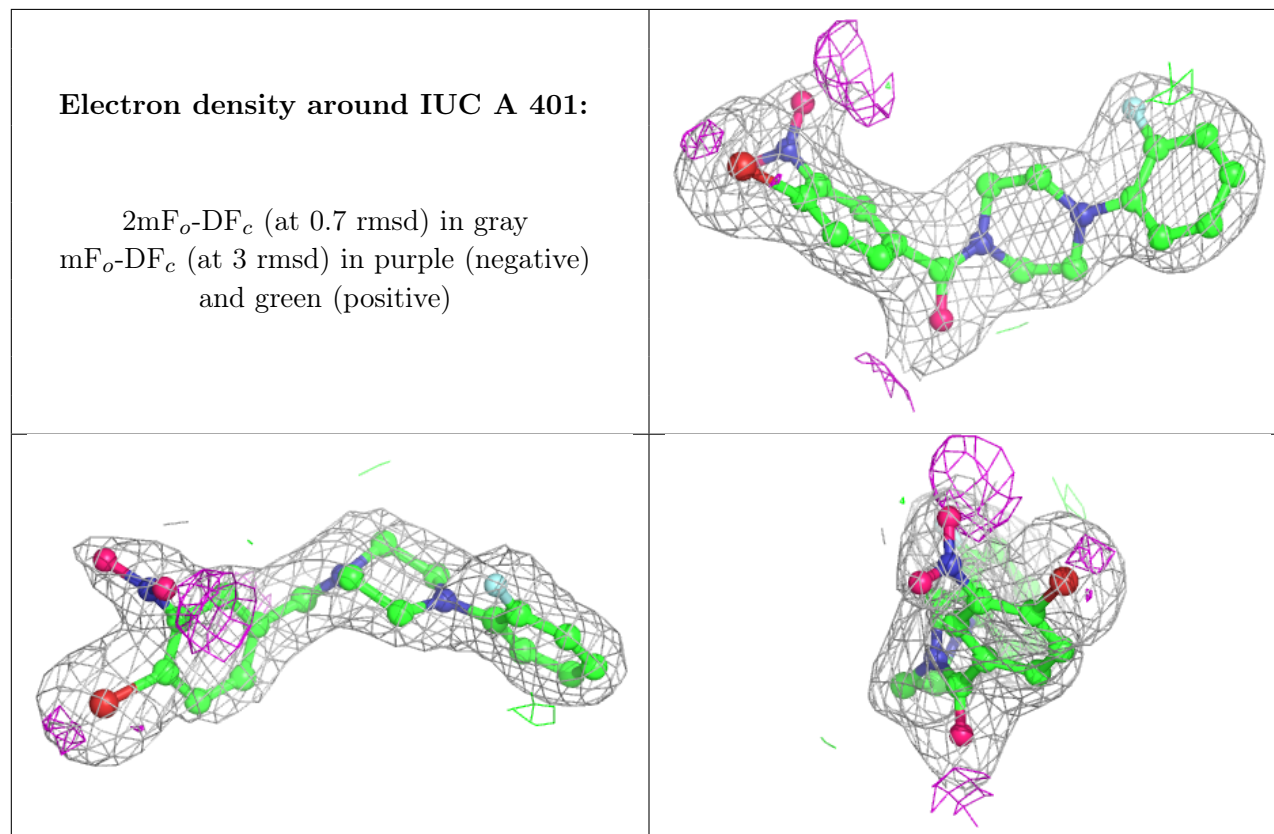 Electron density around IUC A 401:
2mFo-DFc (at 0.7 rmsd) in gray
mFo-DFc (at 3 rmsd) in purple (negative)
and green (positive)